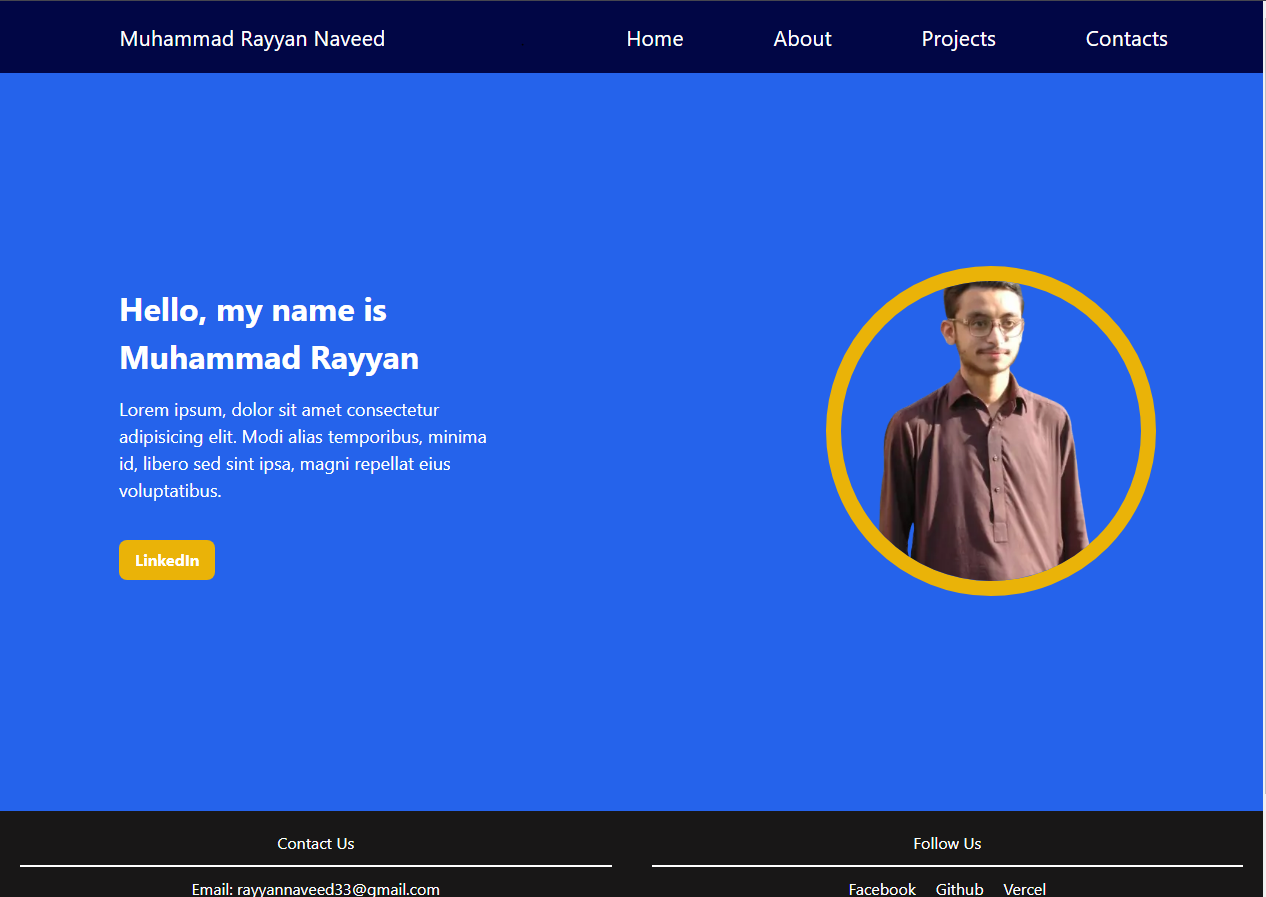 Muhammad Rayyan Naveed Home About Projects Contacts
Hello, my name is
Muhammad Rayyan
Lorem ipsum, dolor sit amet consectetur
adipisicing elit. Modi alias temporibus, minima
id, libero sed sint ipsa, magni repellat eius
voluptatibus.
LinkedIn
Contact Us
Email: rayyannaveed33@gmail.com
Follow Us
Facebook Github Vercel